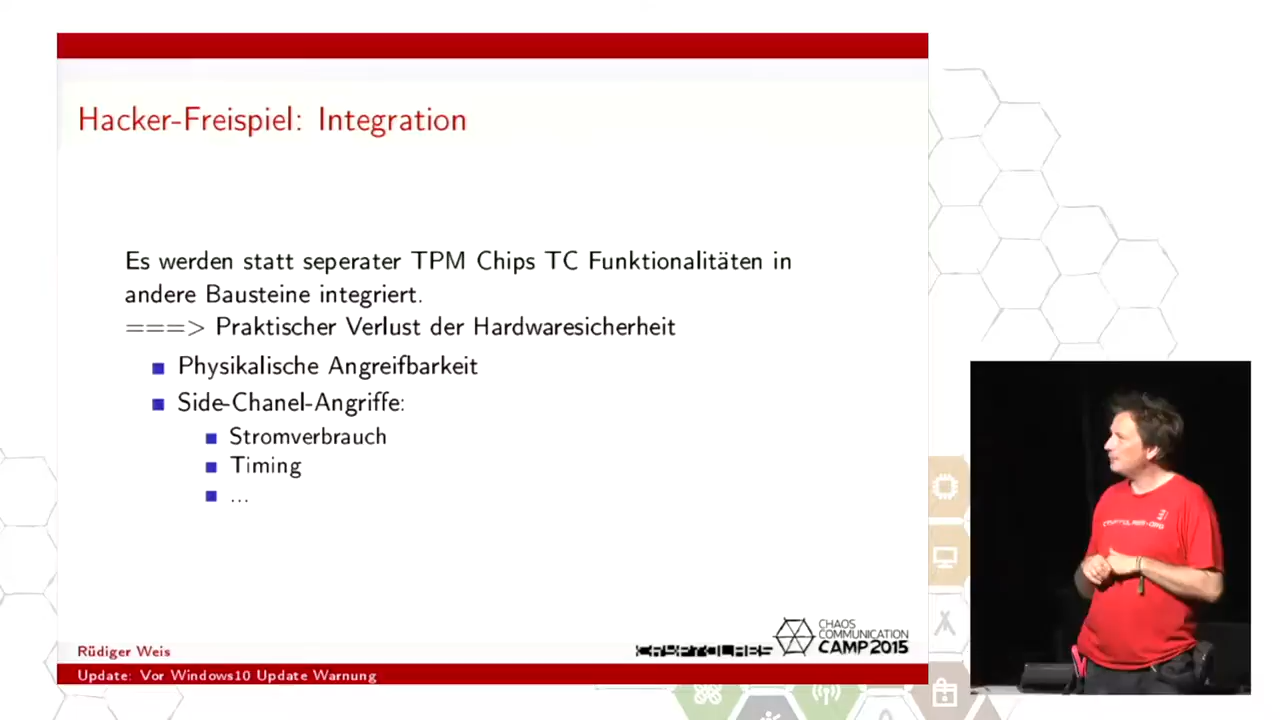 Hacker-Freispiel: Integration
Es werden statt seperater TPM Chips TC Funktionalitäten in
andere Bausteine integriert.
===> Praktischer Verlust der Hardwaresicherheit
Physikalische Angreifbarkeit
Side-Chanel-Angriffe:
Stromverbrauch
Timing
...
Rüdiger Weis
CRYPTOLABS
CHAOS
COMMUNICATION
CAMP 2015
Update: Vor Windows10 Update Warnung